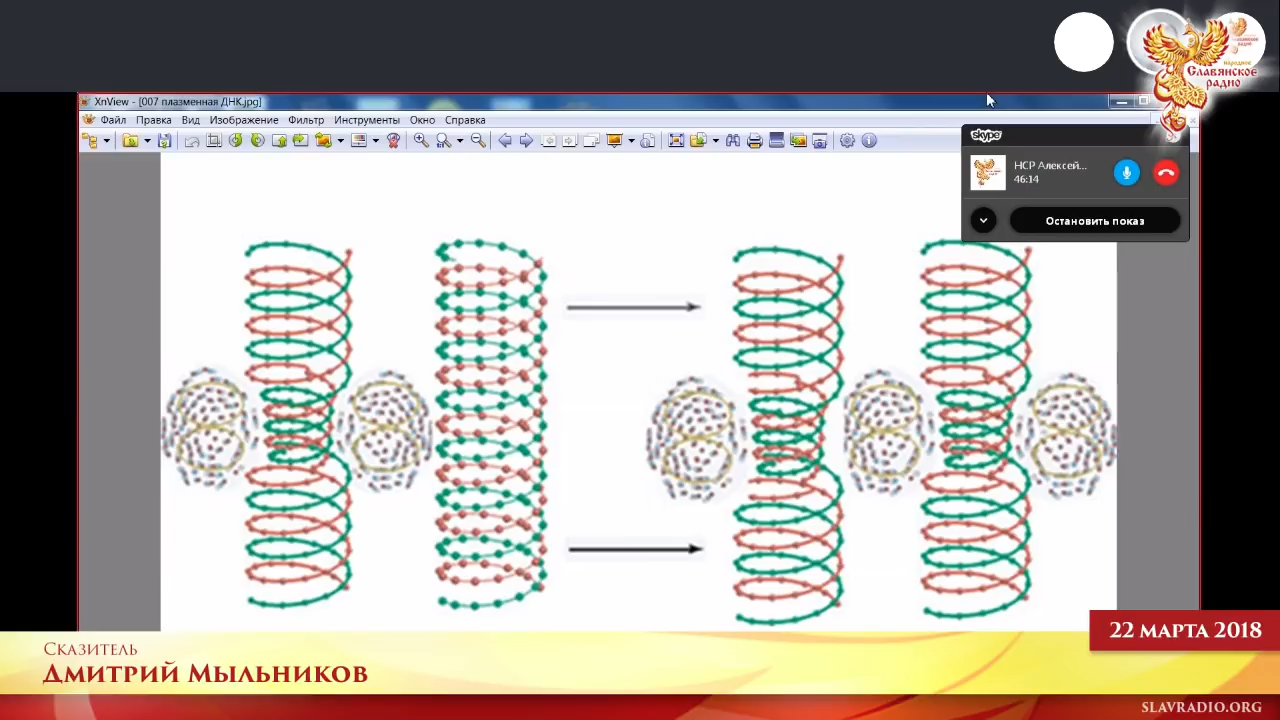 народное
Славянское
радио
XnView - [007 плазменная ДНК.jpg]
Файл Правка Вид Изображение Фильтр Инструменты Окно Справка
skype
НСР Алексей...
46:14
Остановить показ
22 марта 2018
Сказитель
Дмитрий Мыльников
SLAVRADIO.ORG